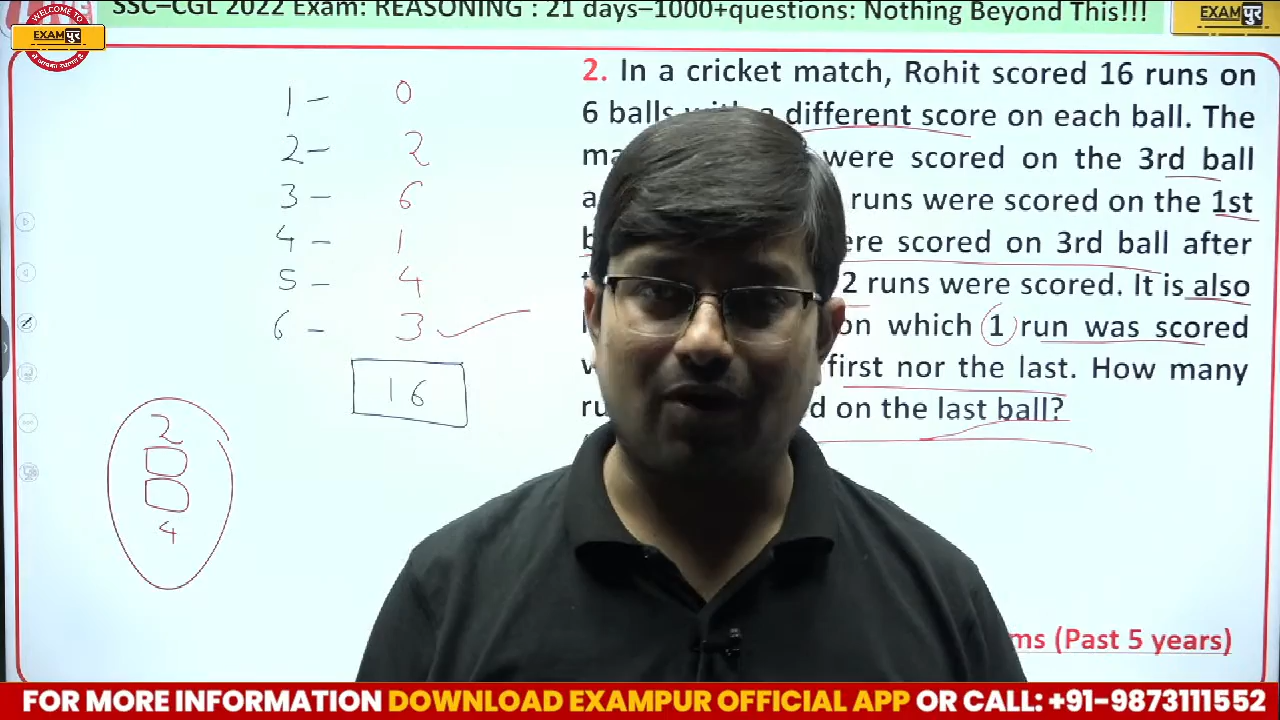 SSC–CGL 2022 Exam: REASONING : 21 days–1000+questions: Nothing Beyond This!!!
WELCOME TO
EXAMपुर
EXAMपुर
2. In a cricket match, Rohit scored 16 runs on
6 balls with a different score on each ball. The
were scored on the 3rd ball
runs were scored on the 1st
scored on 3rd ball after
2 runs were scored. It is also
on which 1 run was scored
first nor the last. How many
on the last ball?
1 – 0
2 – 2
3 – 6
4 – 1
5 – 4
6 – 3
16
2
4
(Past 5 years)
FOR MORE INFORMATION DOWNLOAD EXAMPUR OFFICIAL APP OR CALL: +91-9873111552